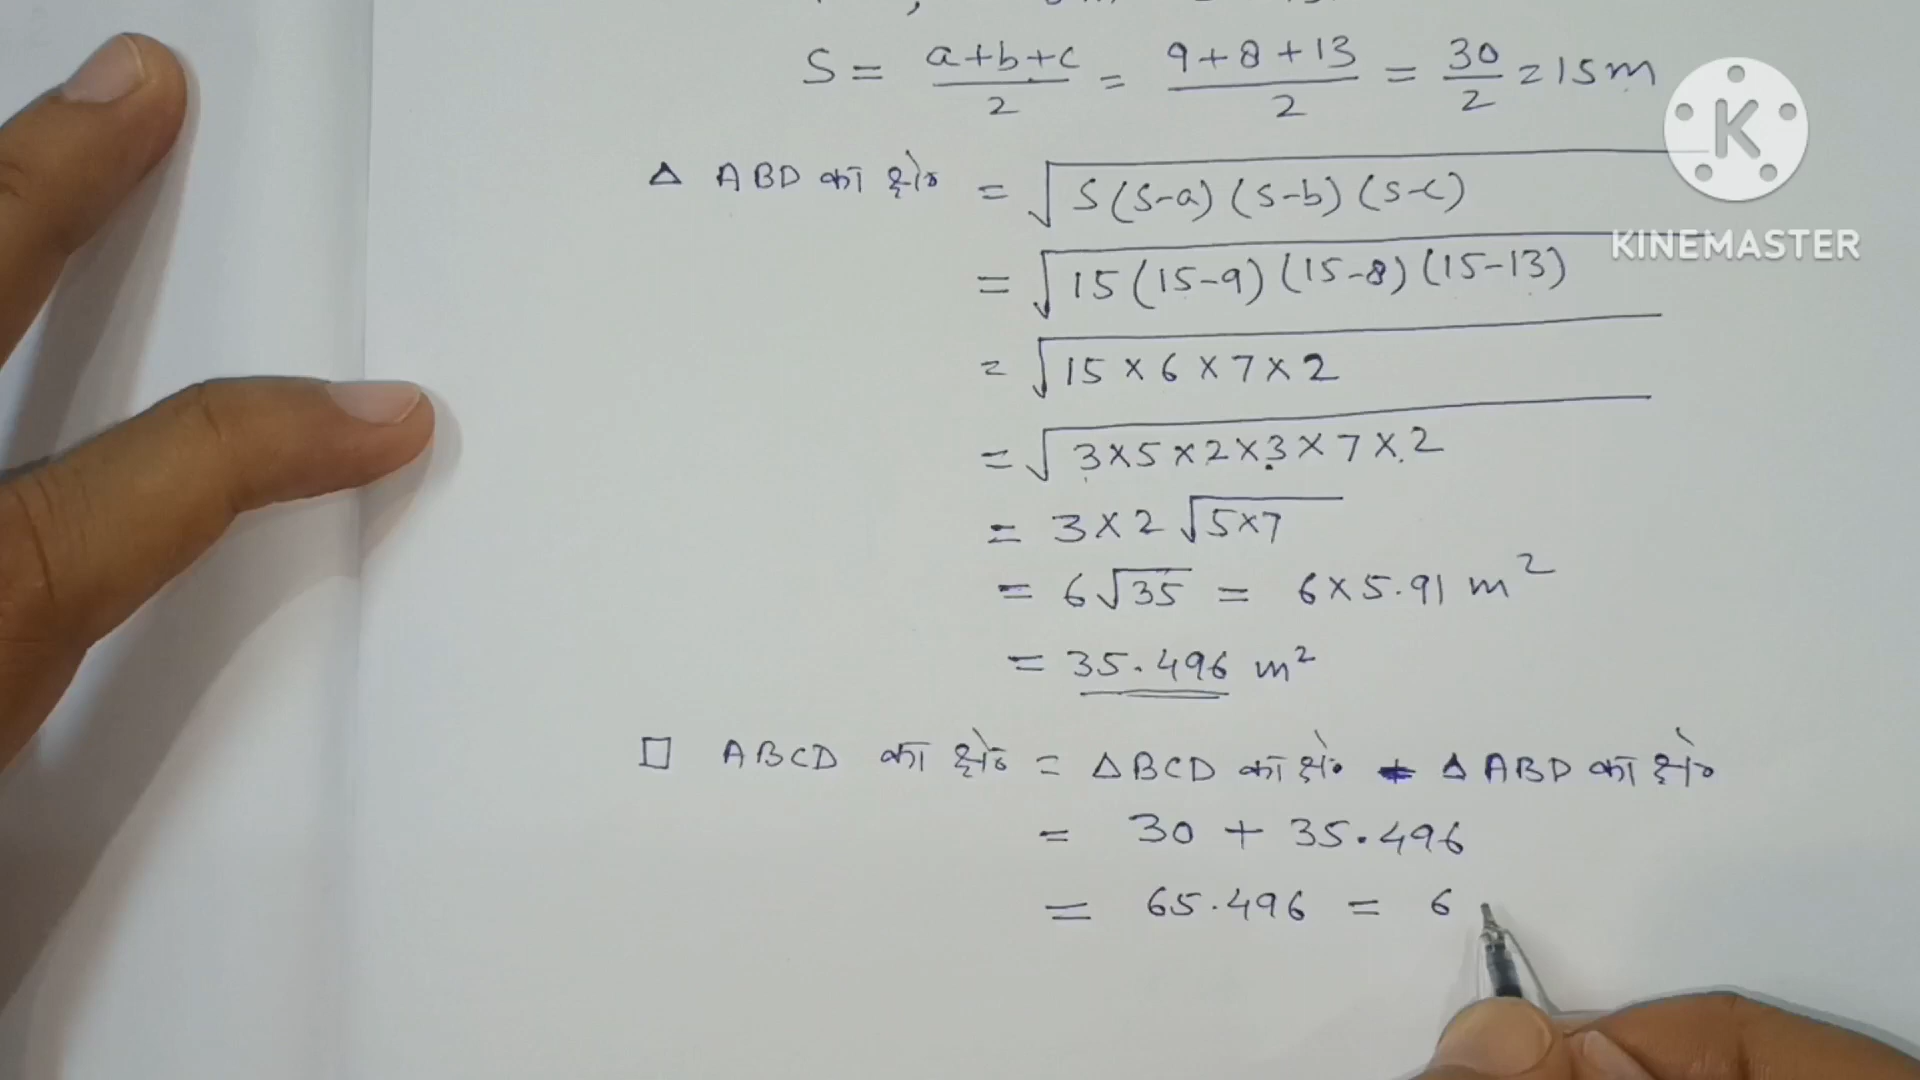 S = a+b+c/2 = 9+8+13/2 = 30/2 = 15 m
△ ABD का क्षे० = √S(S-a)(S-b)(S-c)
KINEMASTER
= √15(15-9)(15-8)(15-13)
= √15×6×7×2
= √3×5×2×3×7×2
= 3×2√5×7
= 6√35 = 6×5.91 m²
= 35.496 m²
□ ABCD का क्षे० = △BCD का क्षे० + △ABD का क्षे०
= 30 + 35.496
= 65.496 = 6